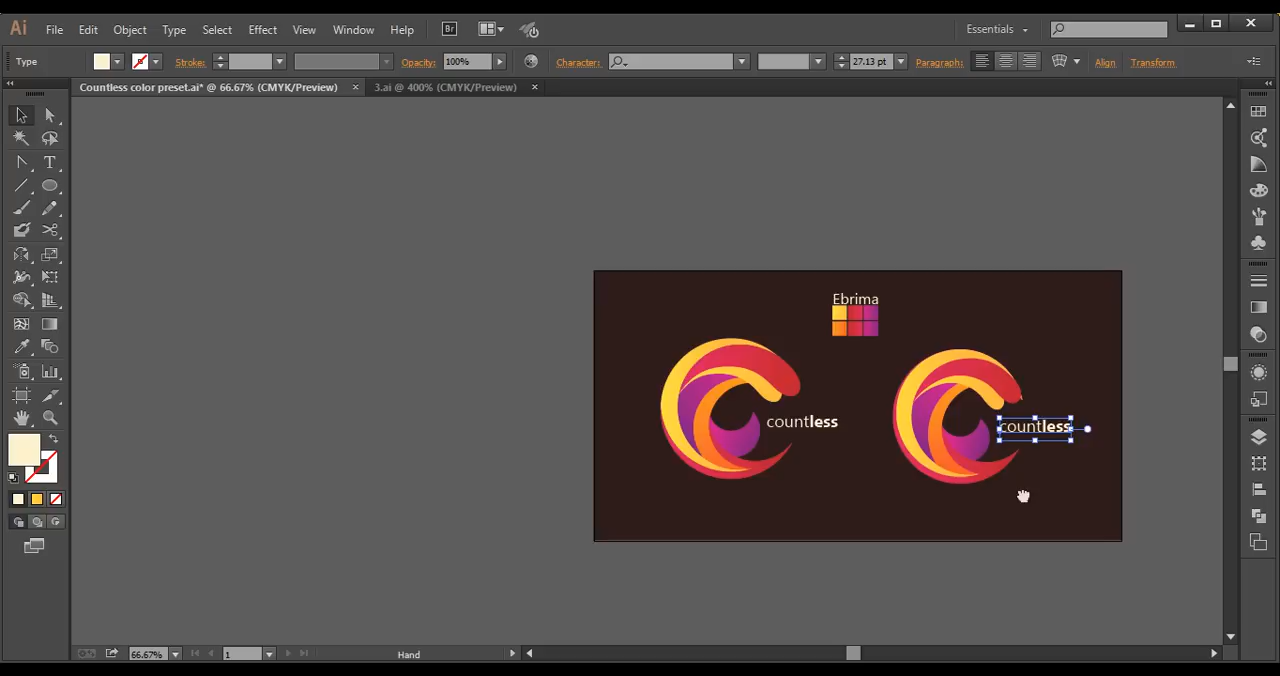 Ai File Edit Object Type Select Effect View Window Help Br Essentials
Type Stroke: Opacity: 100% Character: 27.13 pt Paragraph: Align Transform
Countless color preset.ai* @ 66.67% (CMYK/Preview) × 3.ai @ 400% (CMYK/Preview) ×
T
Ebrima
countless
countless
66.67% 1 Hand